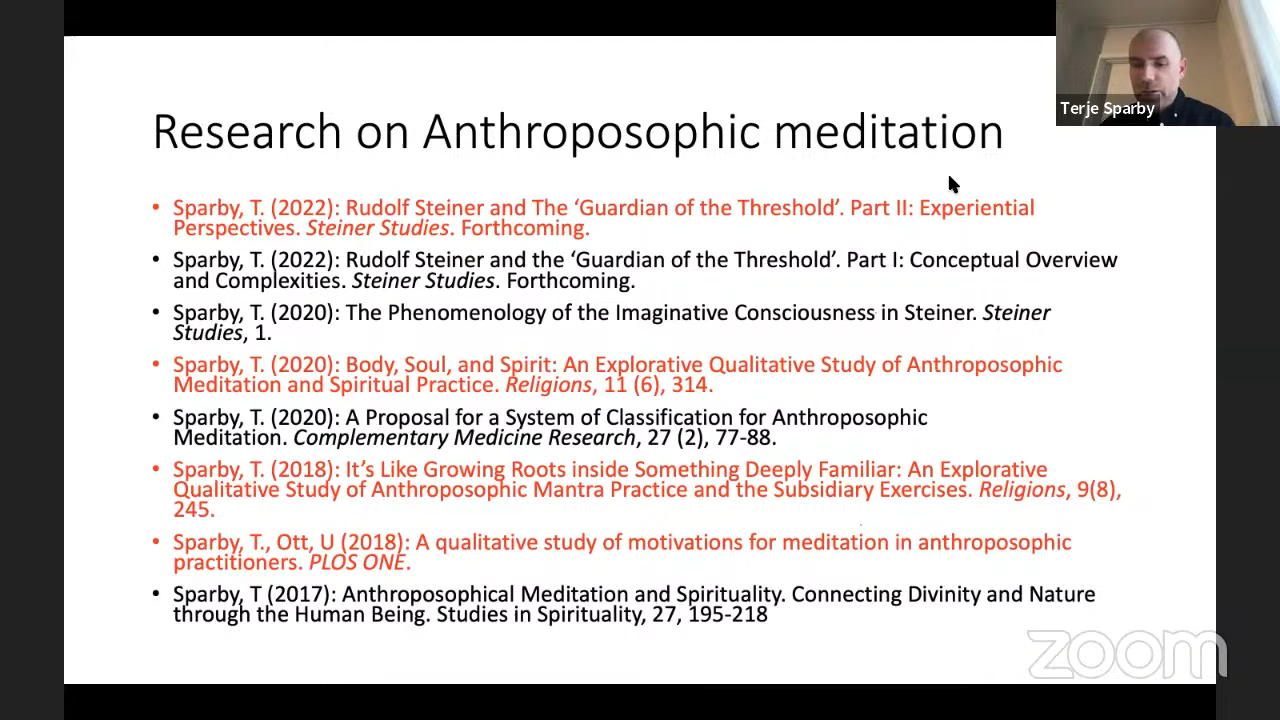 Terje Sparby
Research on Anthroposophic meditation
• Sparby, T. (2022): Rudolf Steiner and The ‘Guardian of the Threshold’. Part II: Experiential
Perspectives. Steiner Studies. Forthcoming.
• Sparby, T. (2022): Rudolf Steiner and the ‘Guardian of the Threshold’. Part I: Conceptual Overview
and Complexities. Steiner Studies. Forthcoming.
• Sparby, T. (2020): The Phenomenology of the Imaginative Consciousness in Steiner. Steiner
Studies, 1.
• Sparby, T. (2020): Body, Soul, and Spirit: An Explorative Qualitative Study of Anthroposophic
Meditation and Spiritual Practice. Religions, 11 (6), 314.
• Sparby, T. (2020): A Proposal for a System of Classification for Anthroposophic
Meditation. Complementary Medicine Research, 27 (2), 77-88.
• Sparby, T. (2018): It’s Like Growing Roots inside Something Deeply Familiar: An Explorative
Qualitative Study of Anthroposophic Mantra Practice and the Subsidiary Exercises. Religions, 9(8),
245.
• Sparby, T., Ott, U (2018): A qualitative study of motivations for meditation in anthroposophic
practitioners. PLOS ONE.
• Sparby, T (2017): Anthroposophical Meditation and Spirituality. Connecting Divinity and Nature
through the Human Being. Studies in Spirituality, 27, 195-218
zoom